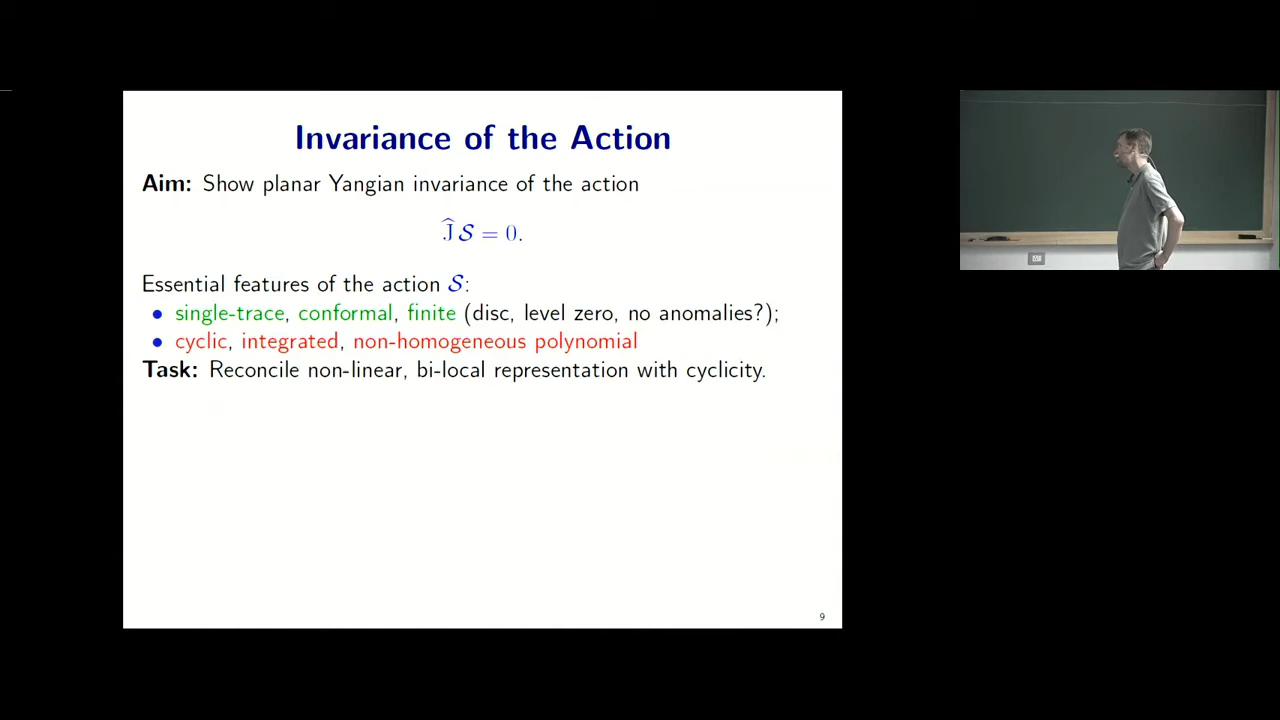 Invariance of the Action
Aim: Show planar Yangian invariance of the action
Ĵ 𝒮 = 0.
Essential features of the action 𝒮:
• single-trace, conformal, finite (disc, level zero, no anomalies?);
• cyclic, integrated, non-homogeneous polynomial
Task: Reconcile non-linear, bi-local representation with cyclicity.
9